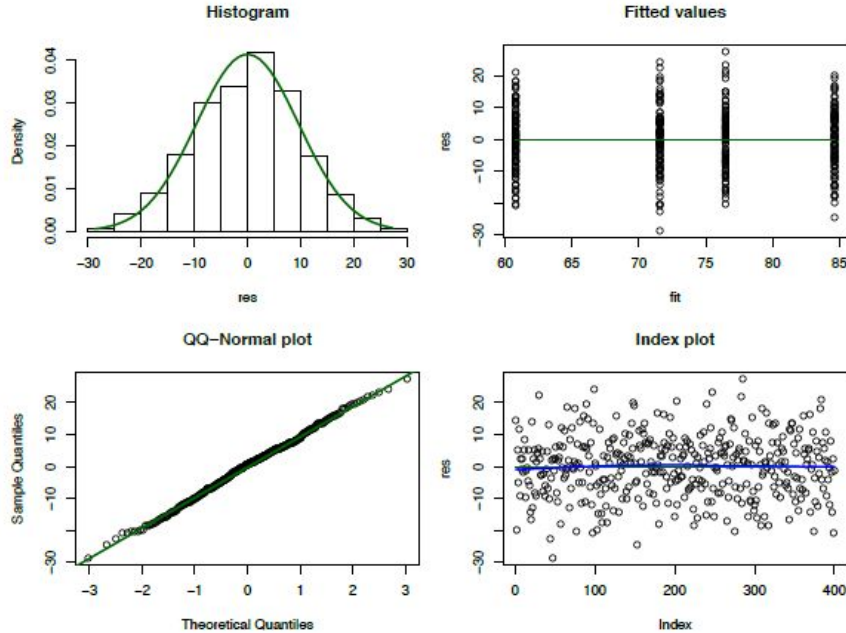 Histogram
Density
0.00 0.01 0.02 0.03 0.04
−30 −20 −10 0 10 20 30
res
Fitted values
res
−30 −10 0 10 20
60 65 70 75 80 85
fit
QQ−Normal plot
Sample Quantiles
−30 −10 0 10 20
−3 −2 −1 0 1 2 3
Theoretical Quantiles
Index plot
res
−30 −10 0 10 20
0 100 200 300 400
Index